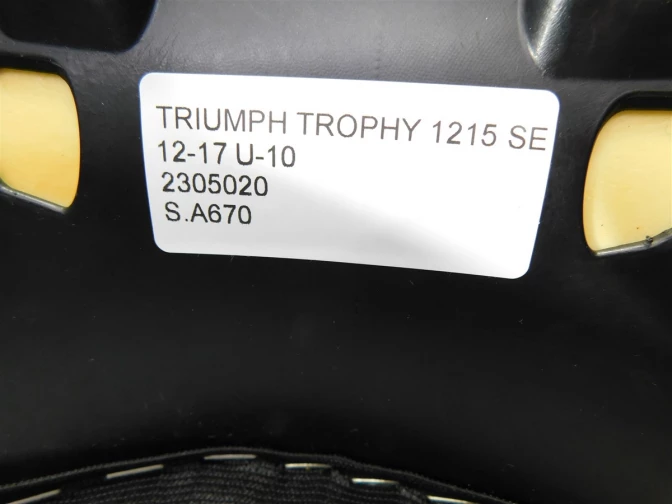 TRIUMPH TROPHY 1215 SE
12-17 U-10
2305020
S.A670